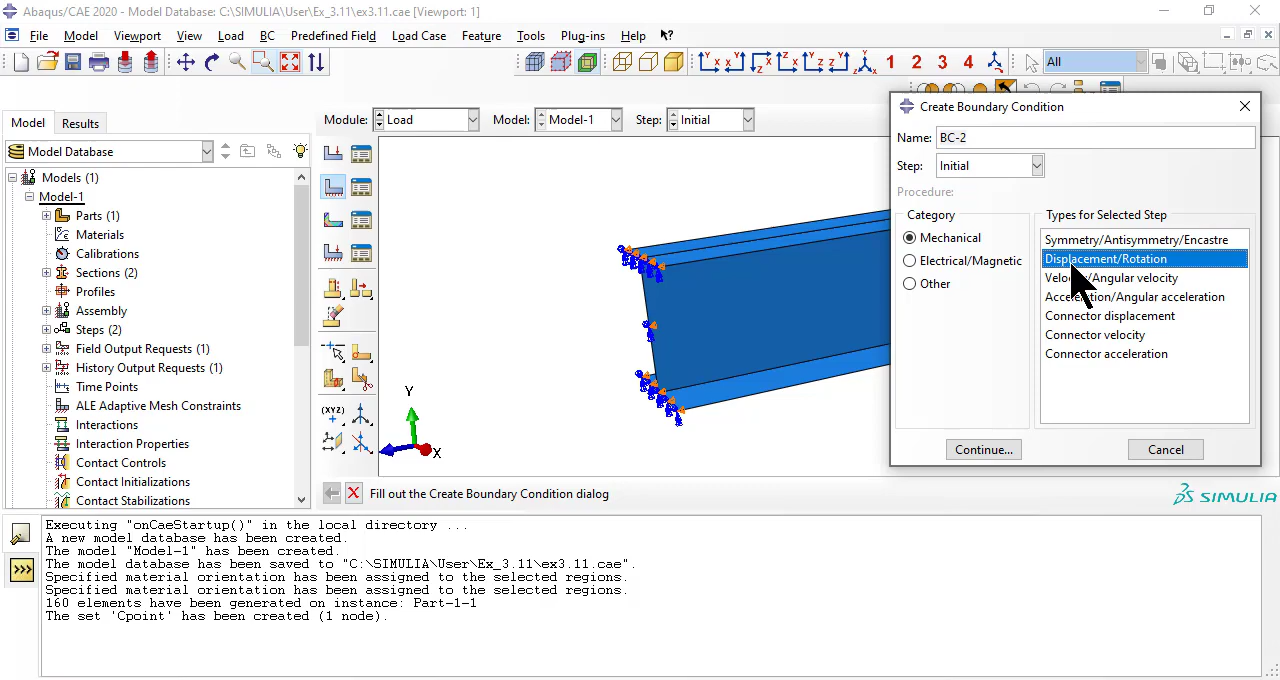 Abaqus/CAE 2020 - Model Database: C:\SIMULIA\User\Ex_3.11\ex3.11.cae [Viewport: 1]
File Model Viewport View Load BC Predefined Field Load Case Feature Tools Plug-ins Help
1 2 3 4 All
Model Results
Module: Load Model: Model-1 Step: Initial
Model Database
Models (1)
Model-1
Parts (1)
Materials
Calibrations
Sections (2)
Profiles
Assembly
Steps (2)
Field Output Requests (1)
History Output Requests (1)
Time Points
ALE Adaptive Mesh Constraints
Interactions
Interaction Properties
Contact Controls
Contact Initializations
Contact Stabilizations
(XYZ)
Y
X
Create Boundary Condition
Name: BC-2
Step: Initial
Procedure:
Category
Mechanical
Electrical/Magnetic
Other
Types for Selected Step
Symmetry/Antisymmetry/Encastre
Displacement/Rotation
Velocity/Angular velocity
Acceleration/Angular acceleration
Connector displacement
Connector velocity
Connector acceleration
Continue... Cancel
Fill out the Create Boundary Condition dialog
SIMULIA
Executing "onCaeStartup()" in the local directory ...
A new model database has been created.
The model "Model-1" has been created.
The model database has been saved to "C:\SIMULIA\User\Ex_3.11\ex3.11.cae".
Specified material orientation has been assigned to the selected regions.
Specified material orientation has been assigned to the selected regions.
160 elements have been generated on instance: Part-1-1
The set 'Cpoint' has been created (1 node).